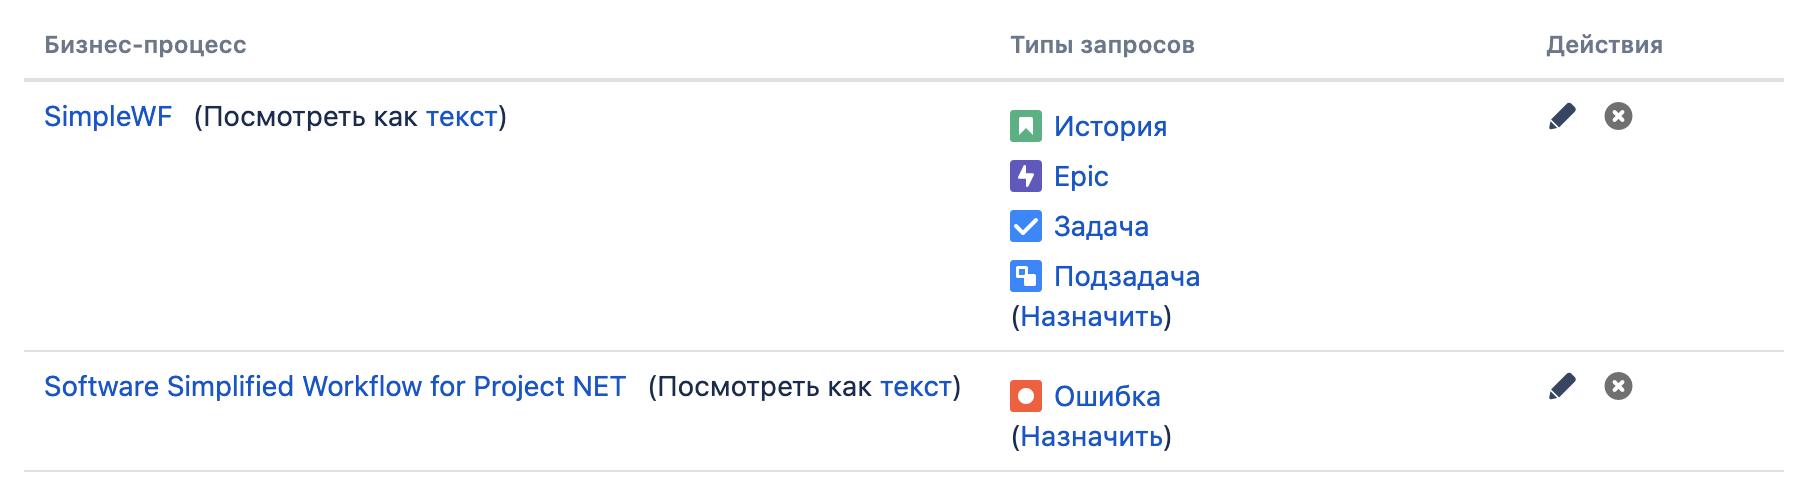 Бизнес-процесс Типы запросов Действия
SimpleWF (Посмотреть как текст)
История
Epic
Задача
Подзадача
(Назначить)
Software Simplified Workflow for Project NET (Посмотреть как текст)
Ошибка
(Назначить)